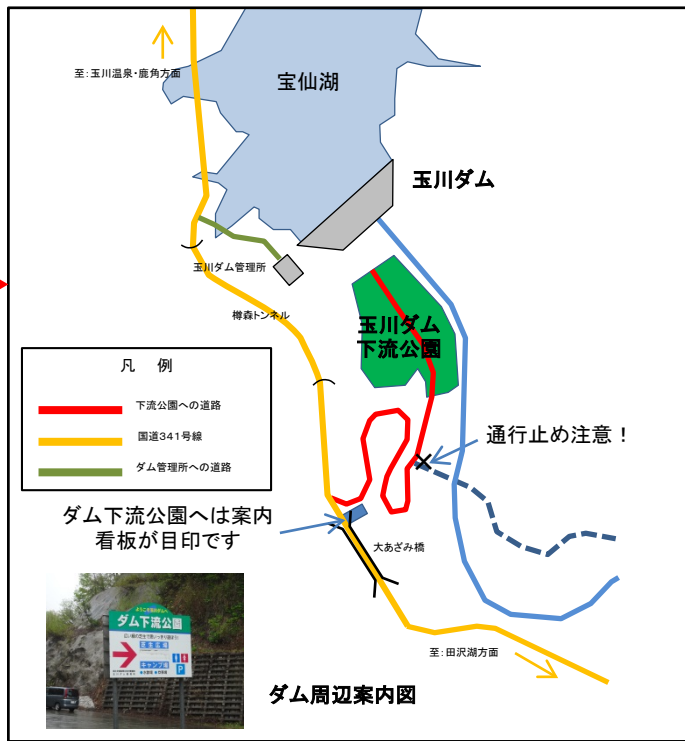 至:玉川温泉・鹿角方面
宝仙湖
玉川ダム
玉川ダム管理所
樽森トンネル
玉川ダム
下流公園
凡 例
下流公園への道路
国道341号線
ダム管理所への道路
通行止め注意！
ダム下流公園へは案内
看板が目印です
大あざみ橋
至:田沢湖方面
ダム下流公園
キャンプ場
P
ダム周辺案内図